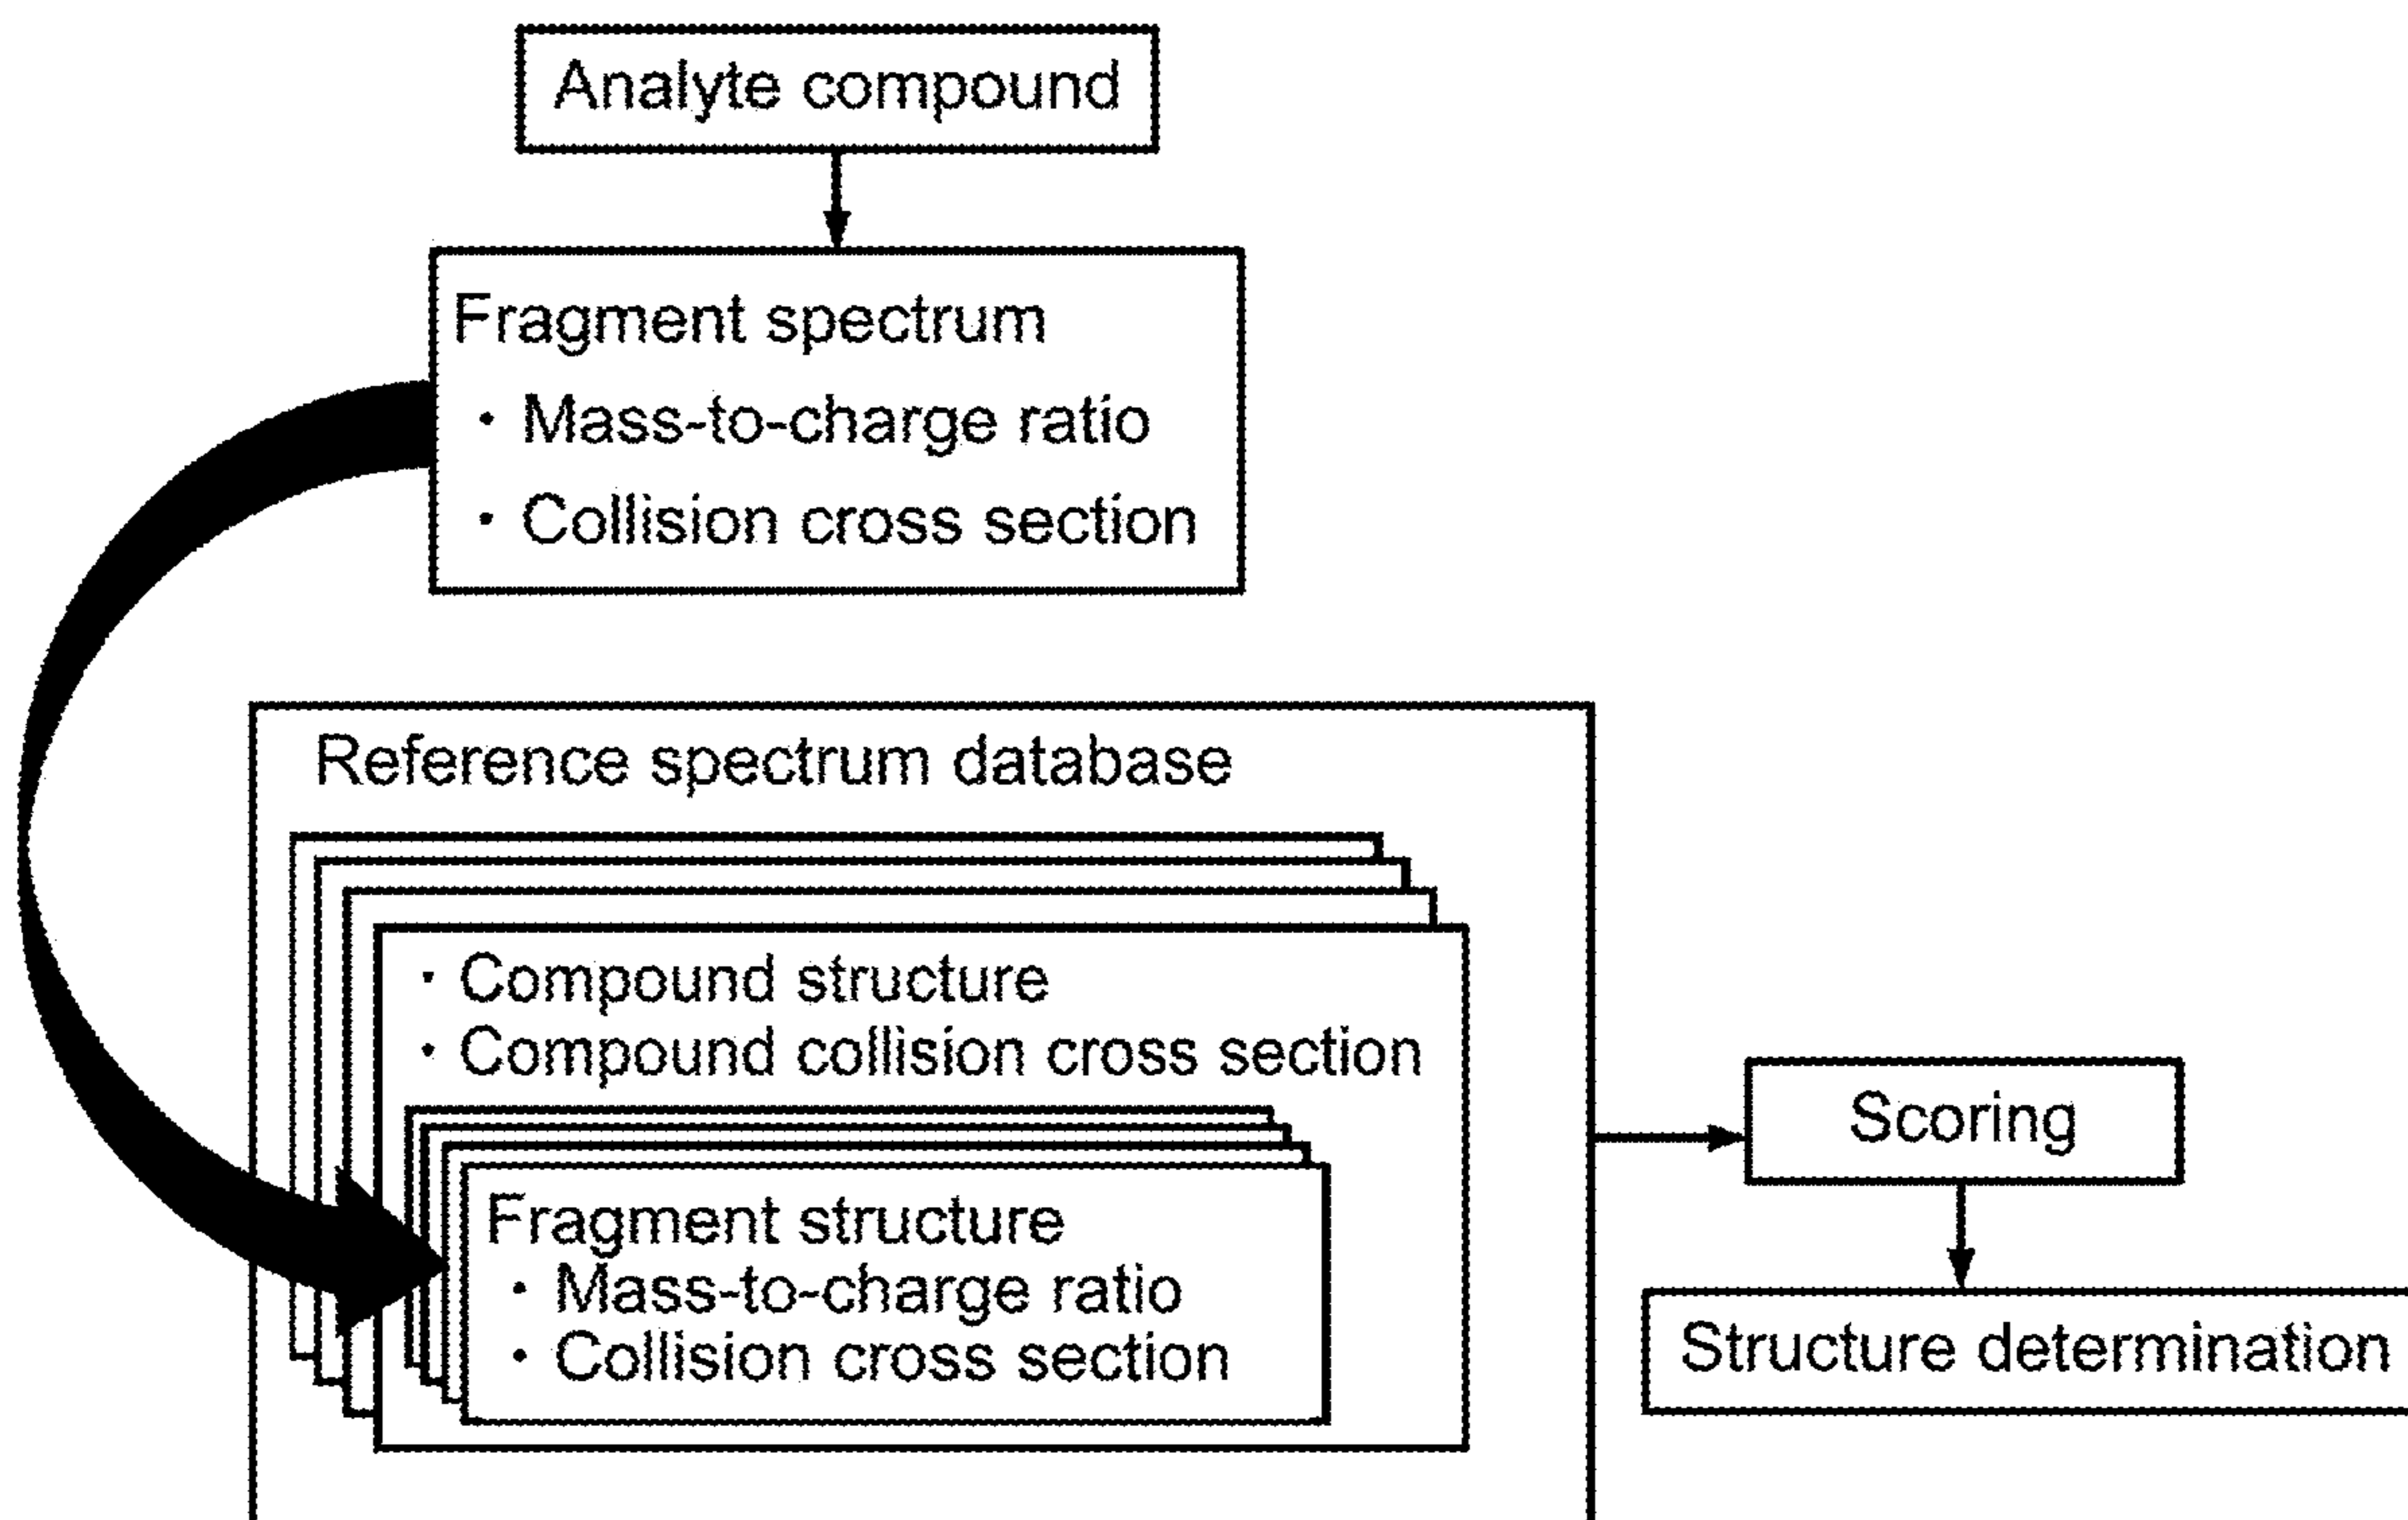 Analyte compound
Fragment spectrum
· Mass-to-charge ratio
· Collision cross section
Reference spectrum database
· Compound structure
· Compound collision cross section
Fragment structure
· Mass-to-charge ratio
· Collision cross section
Scoring
Structure determination